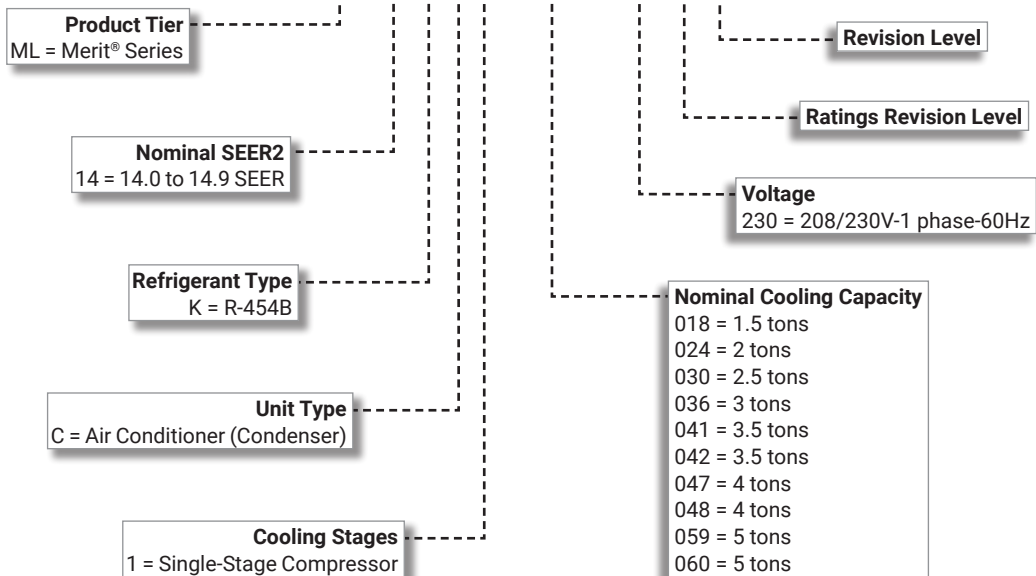 Product Tier
ML = Merit® Series
Revision Level
Ratings Revision Level
Nominal SEER2
14 = 14.0 to 14.9 SEER
Voltage
230 = 208/230V-1 phase-60Hz
Refrigerant Type
K = R-454B
Nominal Cooling Capacity
018 = 1.5 tons
024 = 2 tons
030 = 2.5 tons
036 = 3 tons
041 = 3.5 tons
042 = 3.5 tons
047 = 4 tons
048 = 4 tons
059 = 5 tons
060 = 5 tons
Unit Type
C = Air Conditioner (Condenser)
Cooling Stages
1 = Single-Stage Compressor